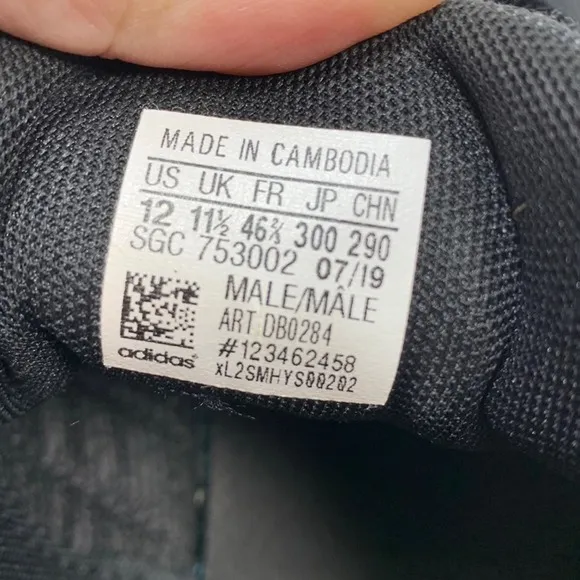 MADE IN CAMBODIA
US UK FR JP CHN
12 11½ 46⅔ 300 290
SGC 753002 07/19
MALE/MÂLE
ART DB0284
#123462458
adidas®
xL2SMHYS00202